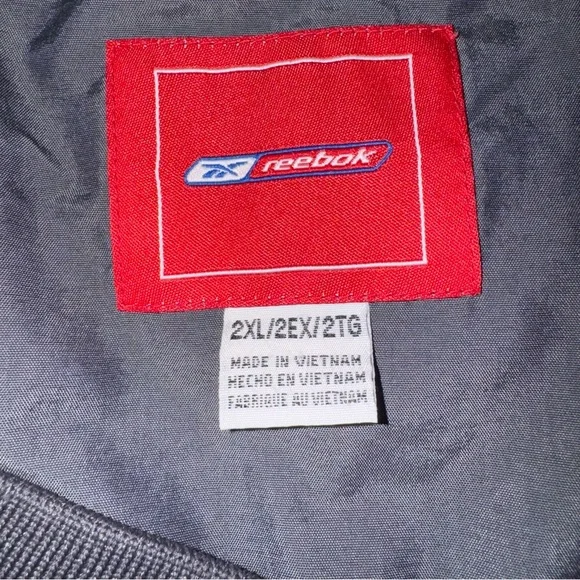 reebok
2XL/2EX/2TG
MADE IN VIETNAM
HECHO EN VIETNAM
FABRIQUE AU VIETNAM